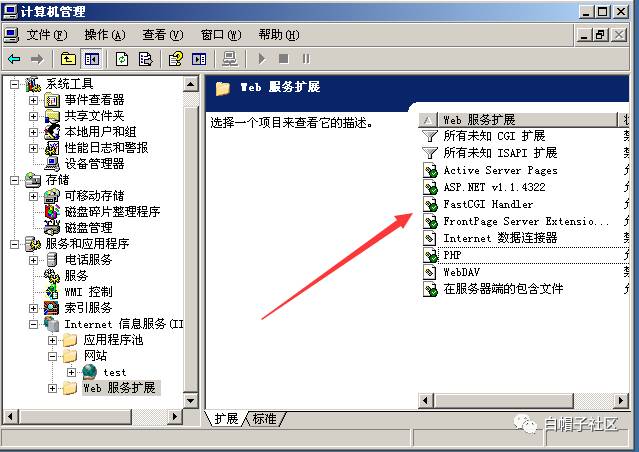 计算机管理
文件(F) 操作(A) 查看(V) 窗口(W) 帮助(H)
系统工具
事件查看器
共享文件夹
本地用户和组
性能日志和警报
设备管理器
存储
可移动存储
磁盘碎片整理程序
磁盘管理
服务和应用程序
电话服务
服务
WMI 控制
索引服务
Internet 信息服务(II
应用程序池
网站
test
Web 服务扩展
Web 服务扩展
选择一个项目来查看它的描述。
Web 服务扩展
所有未知 CGI 扩展
所有未知 ISAPI 扩展
Active Server Pages
ASP.NET v1.1.4322
FastCGI Handler
FrontPage Server Extensio...
Internet 数据连接器
PHP
WebDAV
在服务器端的包含文件
扩展 标准
白帽子社区